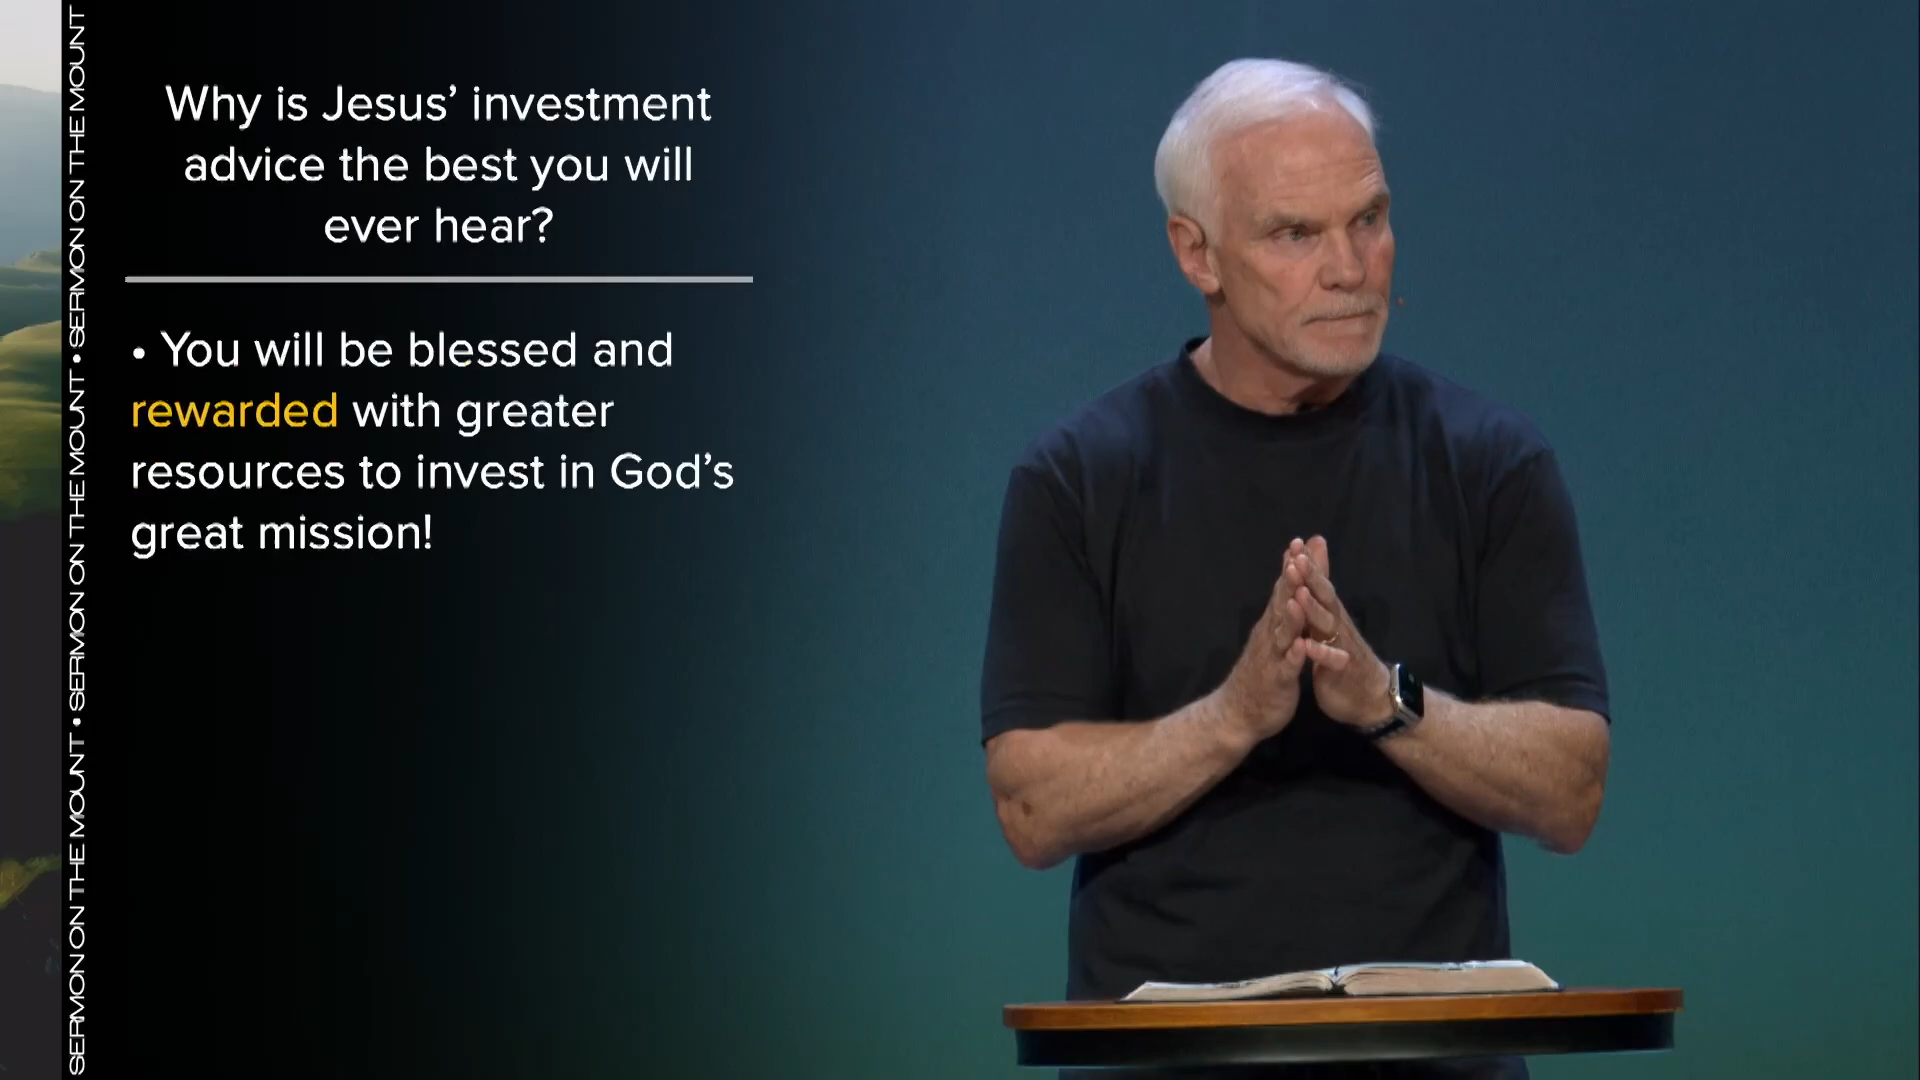 Why is Jesus’ investment
advice the best you will
ever hear?
• You will be blessed and
rewarded with greater
resources to invest in God’s
great mission!
SERMON ON THE MOUNT • SERMON ON THE MOUNT • SERMON ON THE MOUNT